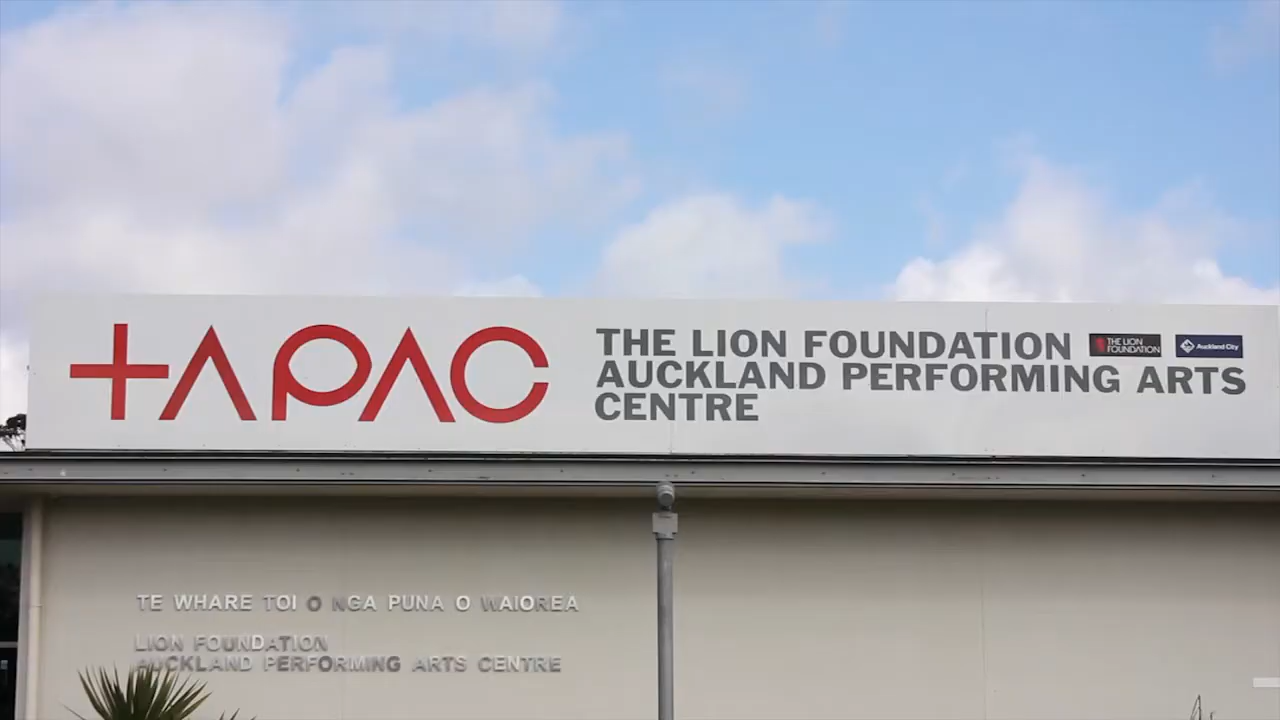 TAPAC
THE LION FOUNDATION
AUCKLAND PERFORMING ARTS
CENTRE
THE LION
FOUNDATION
Auckland City
TE WHARE TOI O NGA PUNA O WAIOREA
LION FOUNDATION
AUCKLAND PERFORMING ARTS CENTRE